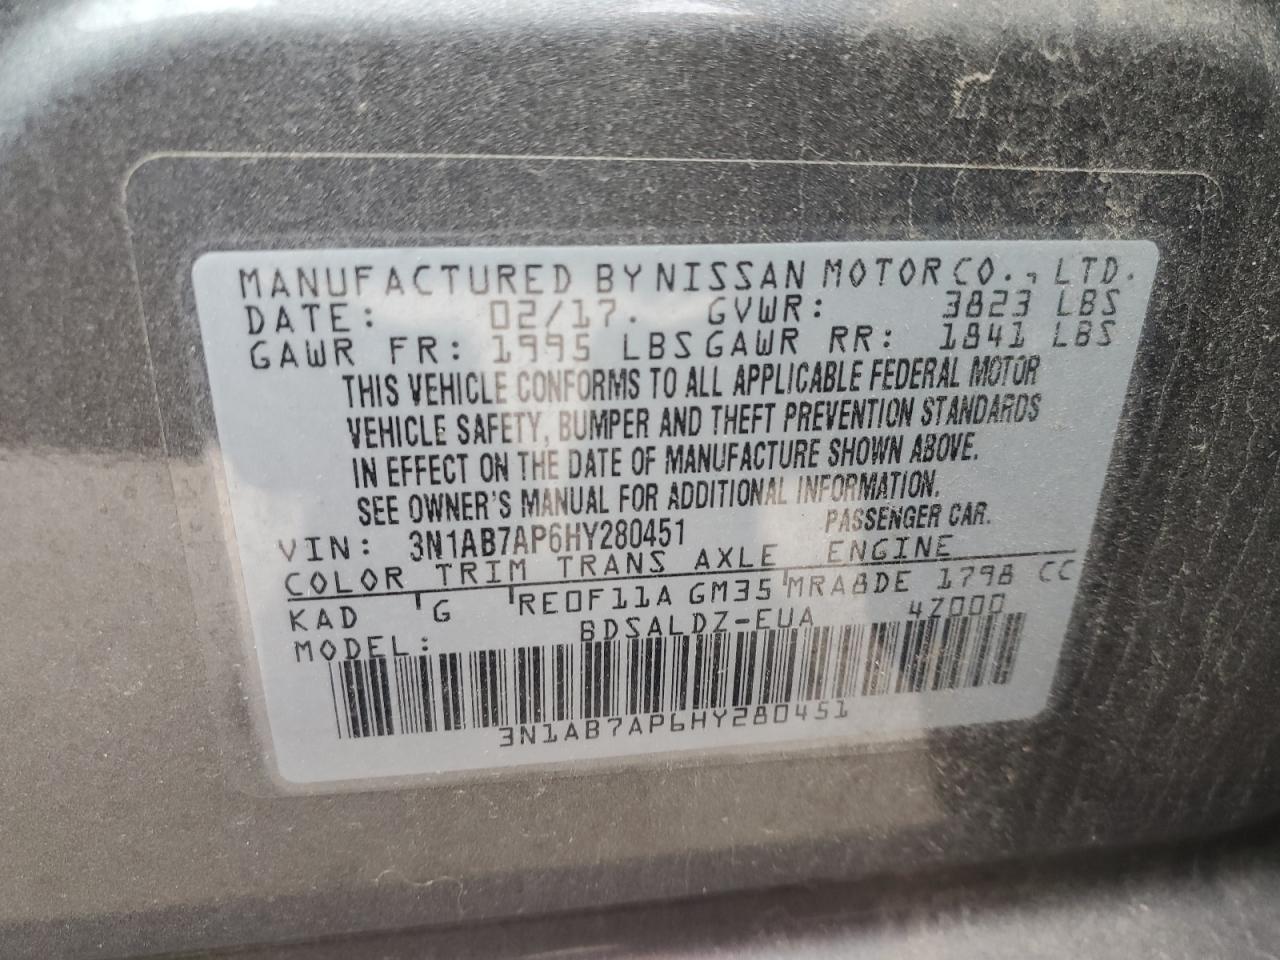 MANUFACTURED BY NISSAN MOTOR CO., LTD.
DATE: 02/17. GVWR: 3823 LBS
GAWR FR: 1995 LBS GAWR RR: 1841 LBS
THIS VEHICLE CONFORMS TO ALL APPLICABLE FEDERAL MOTOR
VEHICLE SAFETY, BUMPER AND THEFT PREVENTION STANDARDS
IN EFFECT ON THE DATE OF MANUFACTURE SHOWN ABOVE.
SEE OWNER'S MANUAL FOR ADDITIONAL INFORMATION.
VIN: 3N1AB7AP6HY280451 PASSENGER CAR.
COLOR TRIM TRANS AXLE ENGINE
KAD G RE0F11A GM35 MRA8DE 1798 CC
MODEL: BDSALDZ-EUA 4Z000
3N1AB7AP6HY280451